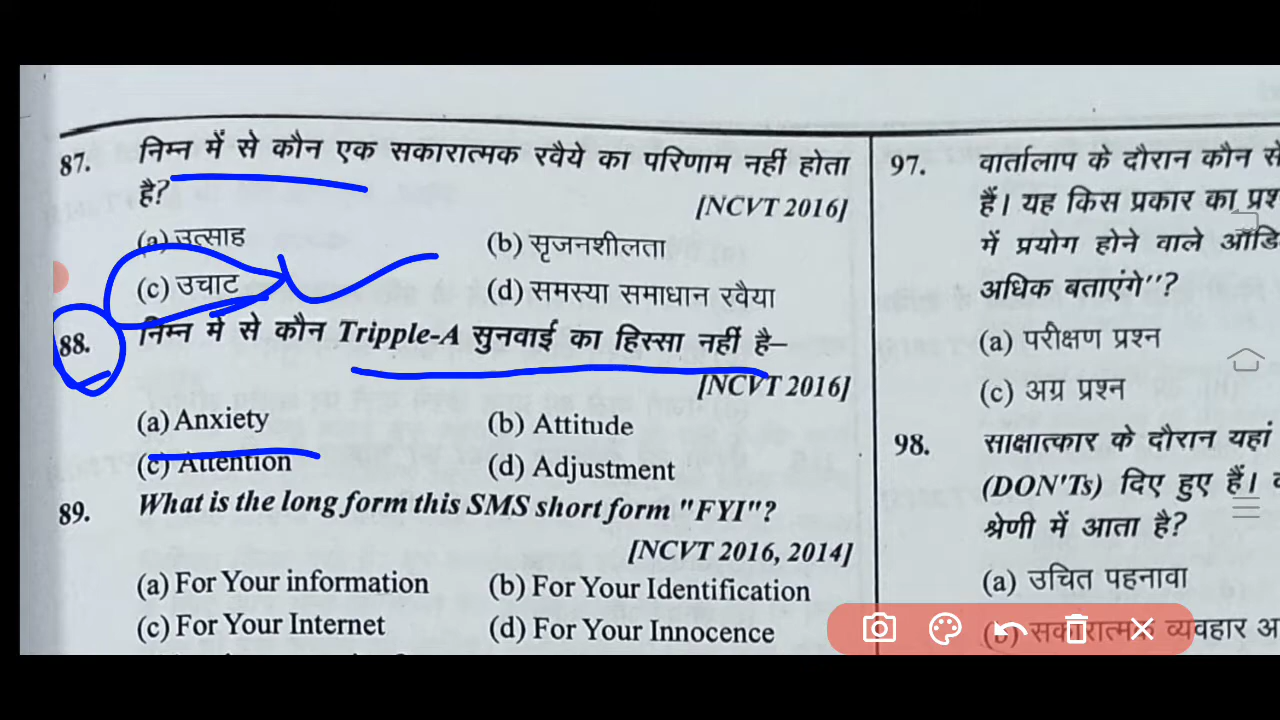 87. निम्न में से कौन एक सकारात्मक रवैये का परिणाम नहीं होता
है?
[NCVT 2016]
(a) उत्साह (b) सृजनशीलता
(c) उचाट (d) समस्या समाधान रवैया
88. निम्न में से कौन Tripple-A सुनवाई का हिस्सा नहीं है–
[NCVT 2016]
(a) Anxiety (b) Attitude
(c) Attention (d) Adjustment
89. What is the long form this SMS short form "FYI"?
[NCVT 2016, 2014]
(a) For Your information (b) For Your Identification
(c) For Your Internet (d) For Your Innocence
97. वार्तालाप के दौरान कौन से
हैं। यह किस प्रकार का
में प्रयोग होने वाले
अधिक बताएंगे''?
(a) परीक्षण प्रश्न
(c) अग्र प्रश्न
98. साक्षात्कार के दौरान यहां
(DON'Ts) दिए हुए हैं।
श्रेणी में आता है?
(a) उचित पहनावा
(b) सकारात्मक व्यवहार